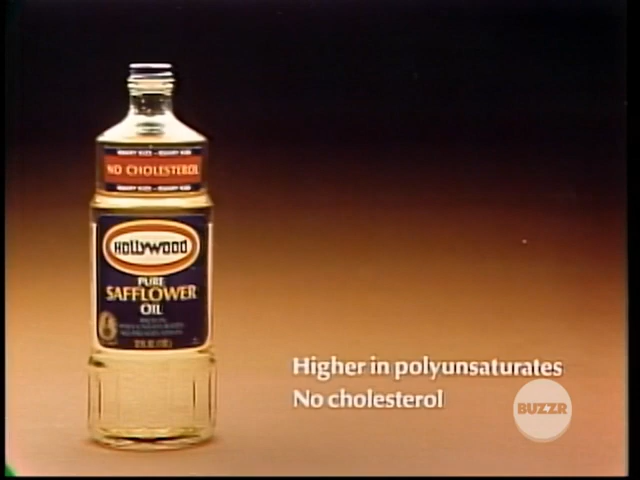 NO CHOLESTEROL
HOLLYWOOD
PURE
SAFFLOWER
OIL
Higher in polyunsaturates
No cholesterol
BUZZR